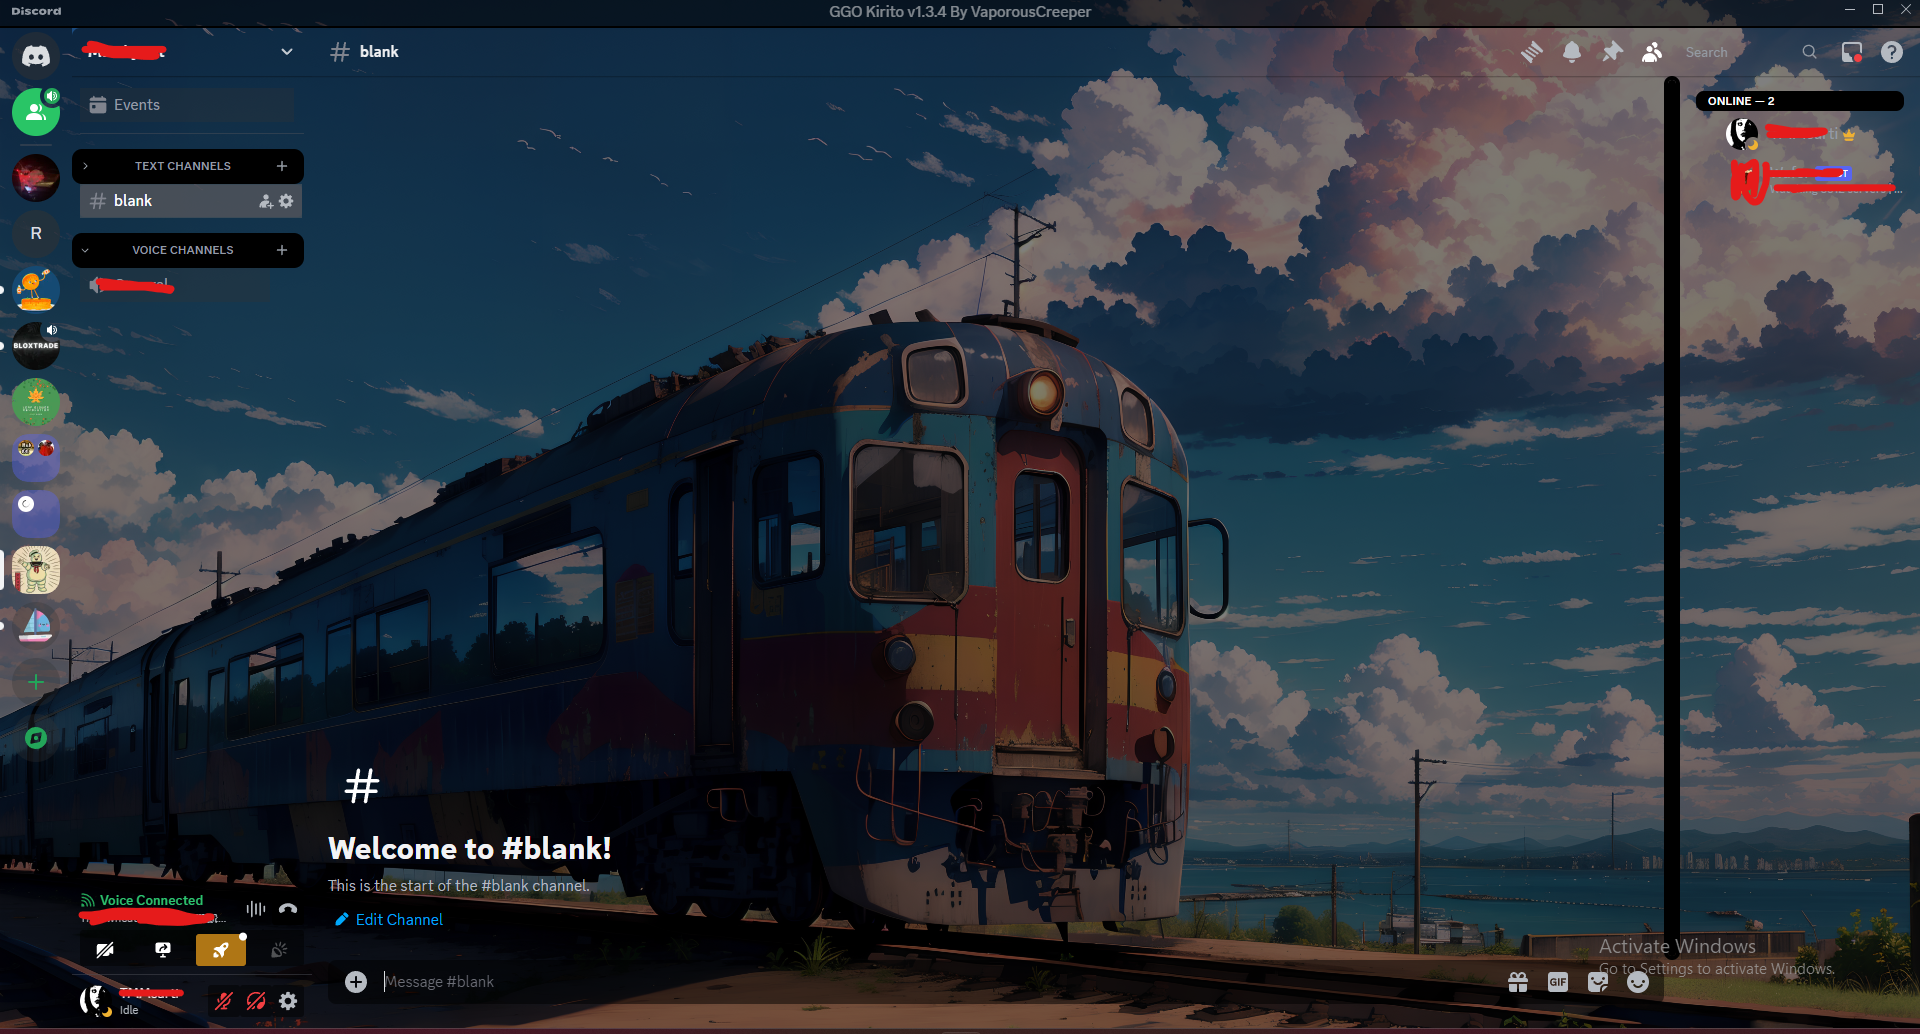 Discord
GGO Kirito v1.3.4 By VaporousCreeper
blank
Search
Events
ONLINE — 2
TEXT CHANNELS
blank
R
VOICE CHANNELS
BLOXTRADE
Welcome to #blank!
This is the start of the #blank channel.
Edit Channel
Voice Connected
Activate Windows
Go to Settings to activate Windows.
Message #blank
GIF
Idle